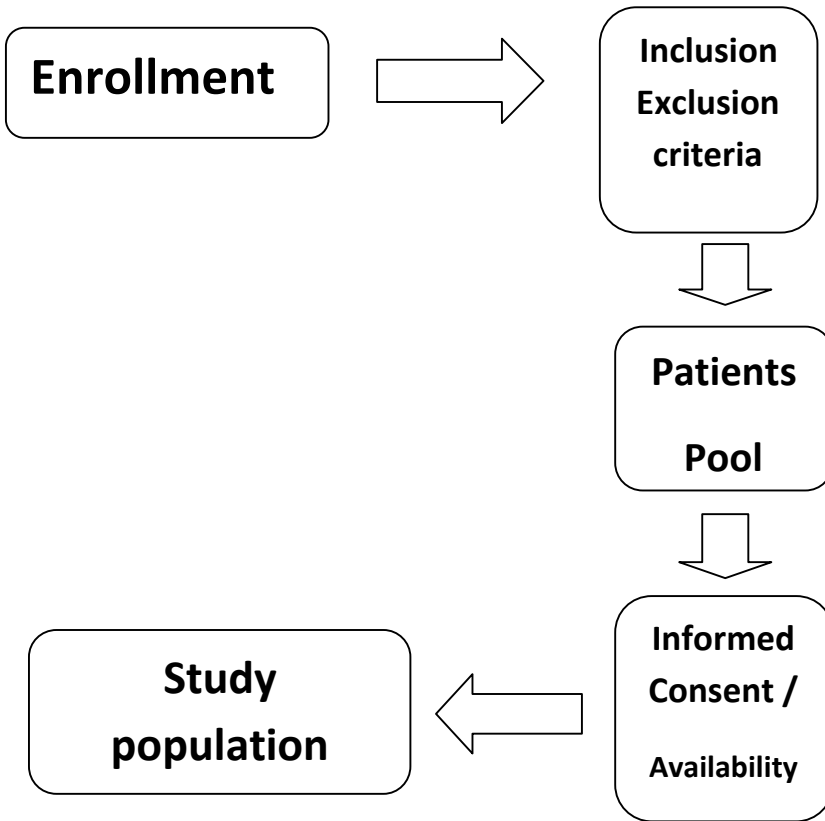 Enrollment
Inclusion
Exclusion
criteria
Patients
Pool
Informed
Consent /
Availability
Study
population